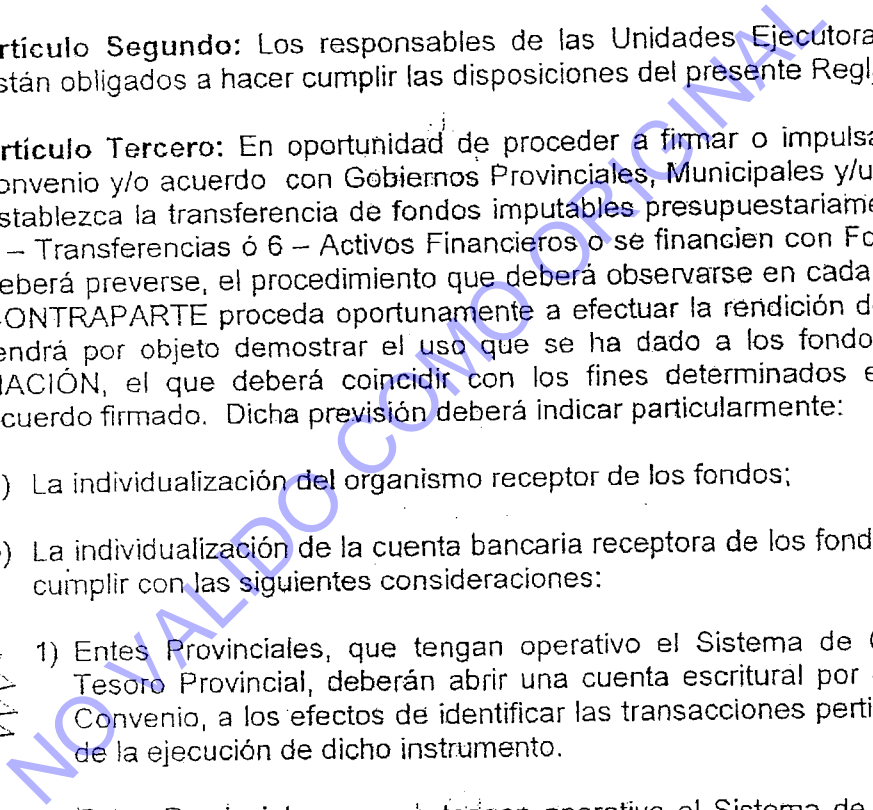 rtículo Segundo: Los responsables de las Unidades Ejecutora
stán obligados a hacer cumplir las disposiciones del presente Regl
rtículo Tercero: En oportunidad de proceder a firmar o impulsa
onvenio y/o acuerdo con Gobiernos Provinciales, Municipales y/u
stablezca la transferencia de fondos imputables presupuestariame
– Transferencias ó 6 – Activos Financieros o se financien con Fo
eberá preverse, el procedimiento que deberá observarse en cada
CONTRAPARTE proceda oportunamente a efectuar la rendición d
endrá por objeto demostrar el uso que se ha dado a los fondo
NACIÓN, el que deberá coincidir con los fines determinados e
cuerdo firmado. Dicha previsión deberá indicar particularmente:
) La individualización del organismo receptor de los fondos;
) La individualización de la cuenta bancaria receptora de los fond
cumplir con las siguientes consideraciones:
1) Entes Provinciales, que tengan operativo el Sistema de C
Tesoro Provincial, deberán abrir una cuenta escritural por
Convenio, a los efectos de identificar las transacciones perti
de la ejecución de dicho instrumento.
operativo el Sistema de
NO VALIDO COMO ORIGINAL